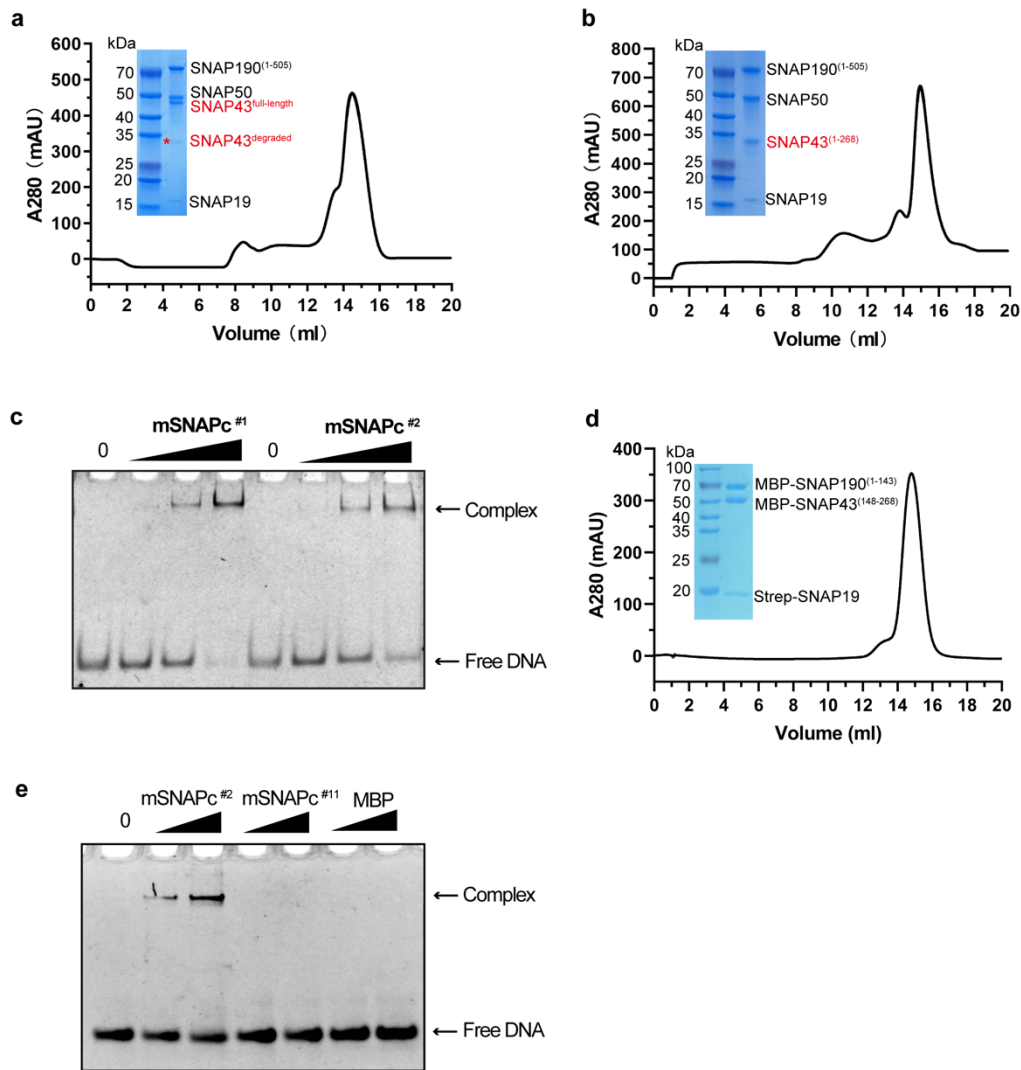 a
600
500
400
300
200
100
0
A280 (mAU)
kDa
70
50
40
35
25
20
15
SNAP190(1-505)
SNAP50
SNAP43full-length
* SNAP43degraded
SNAP19
0 2 4 6 8 10 12 14 16 18 20
Volume (ml)
b
800
700
600
500
400
300
200
100
0
A280 (mAU)
kDa
70
50
40
35
25
20
15
SNAP190(1-505)
SNAP50
SNAP43(1-268)
SNAP19
0 2 4 6 8 10 12 14 16 18 20
Volume (ml)
c
0 mSNAPc #1 0 mSNAPc #2
← Complex
← Free DNA
d
400
300
200
100
0
A280 (mAU)
kDa
100
70
50
40
35
25
20
MBP-SNAP190(1-143)
MBP-SNAP43(148-268)
Strep-SNAP19
0 2 4 6 8 10 12 14 16 18 20
Volume (ml)
e
0 mSNAPc #2 mSNAPc #11 MBP
← Complex
← Free DNA